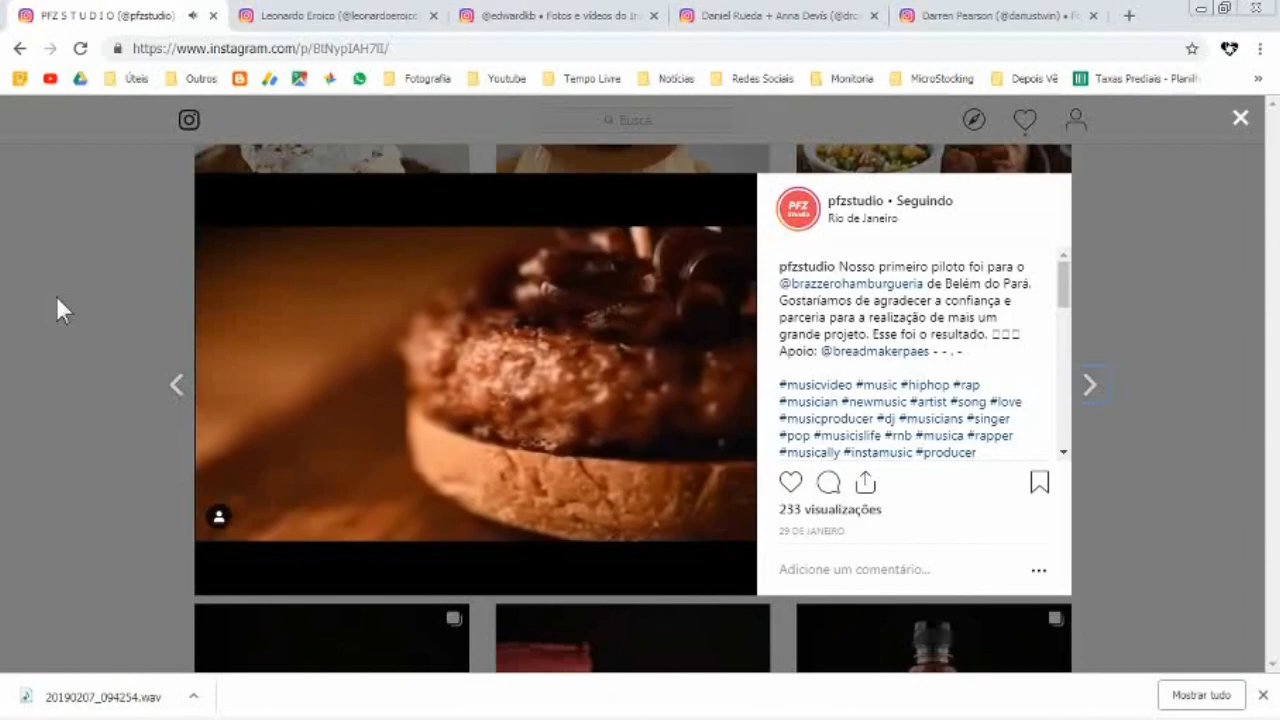 PFZ S T U D I O (@pfzstudio)
Leonardo Eroico (@leonardoeroico
@edwardkb • Fotos e vídeos do In
Daniel Rueda + Anna Devís (@drc
Darren Pearson (@dariustwin) •
https://www.instagram.com/p/BtNypIAH7lI/
Úteis
Outros
Fotografia
Youtube
Tempo Livre
Notícias
Redes Sociais
Monitoria
MicroStocking
Depois Vê
Taxas Prediais - Planil
»
Busca
PFZ
STUDIO
pfzstudio • Seguindo
Rio de Janeiro
pfzstudio Nosso primeiro piloto foi para o
@brazzerohamburgueria de Belém do Pará.
Gostaríamos de agradecer a confiança e
parceria para a realização de mais um
grande projeto. Esse foi o resultado.
Apoio: @breadmakerpaes - - . -
#musicvideo #music #hiphop #rap
#musician #newmusic #artist #song #love
#musicproducer #dj #musicians #singer
#pop #musicislife #rnb #musica #rapper
#musically #instamusic #producer
233 visualizações
29 DE JANEIRO
Adicione um comentário...
20190207_094254.wav
Mostrar tudo